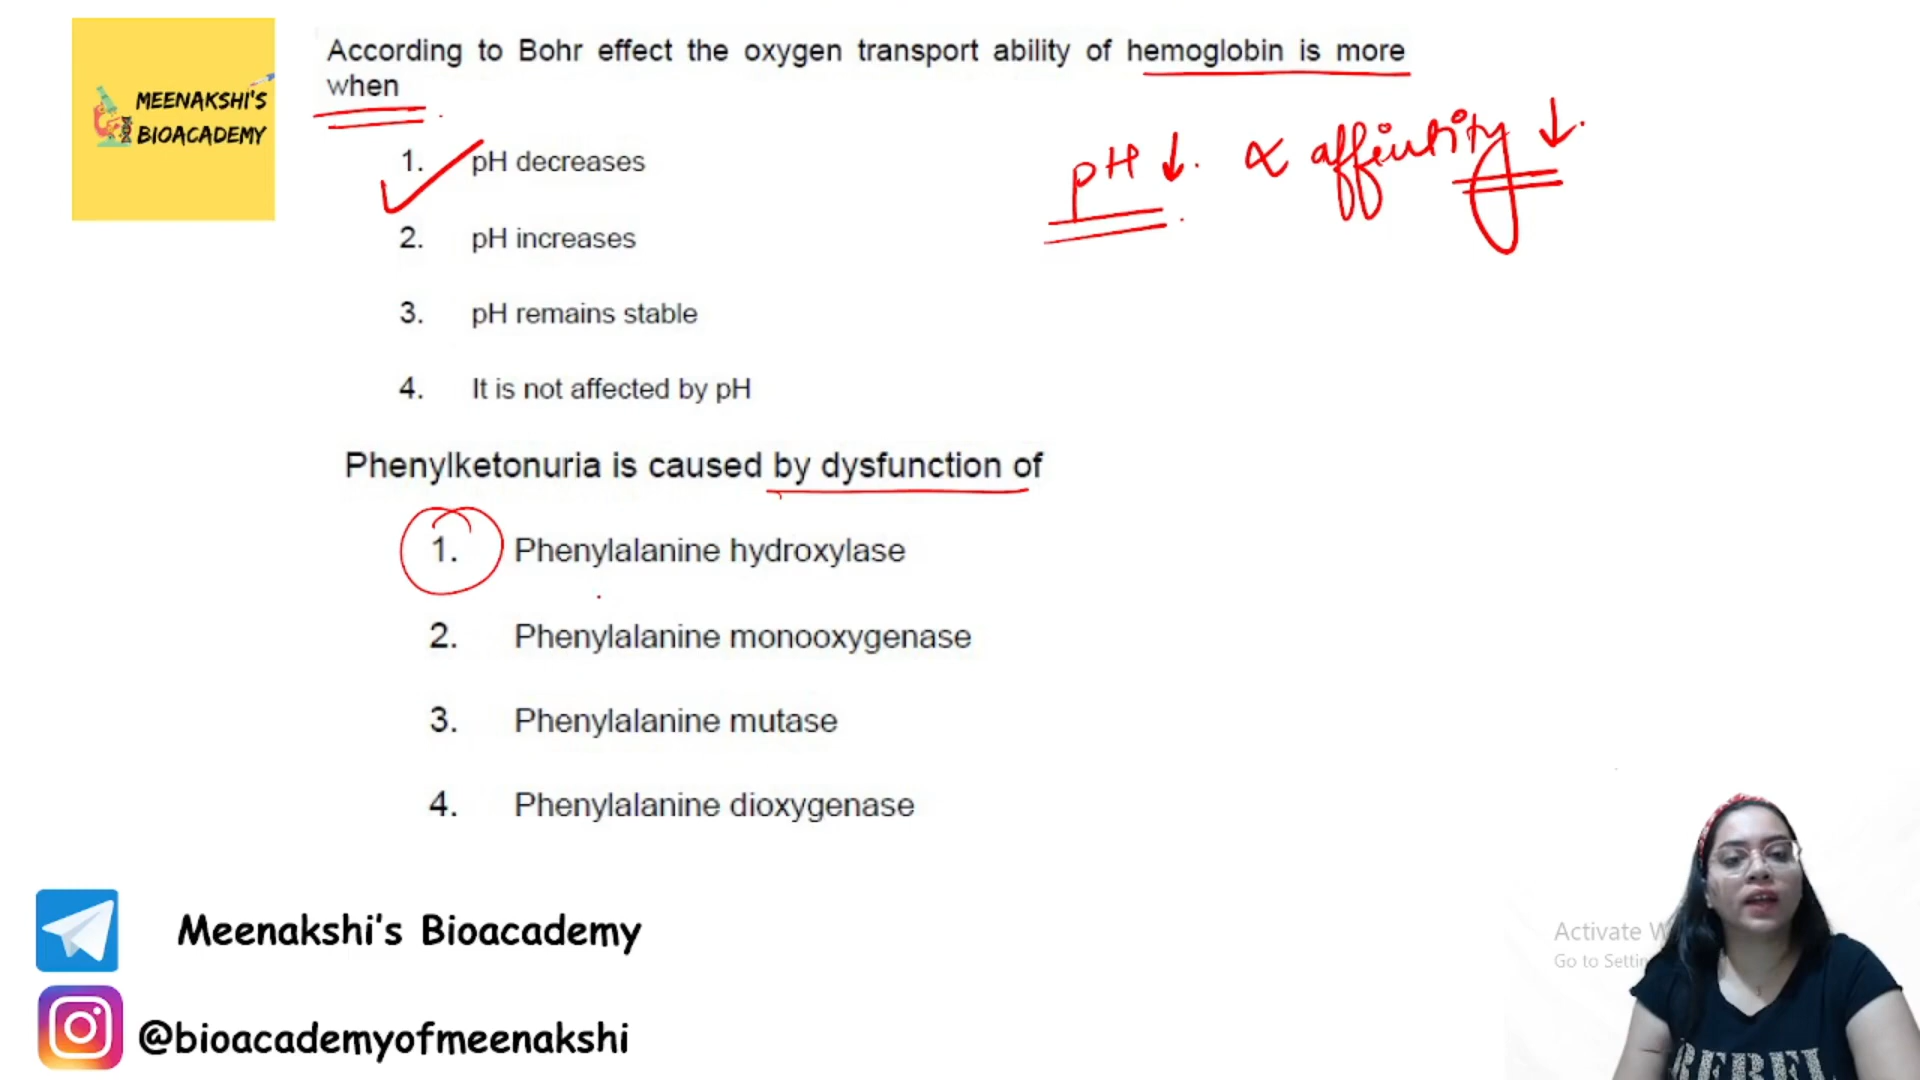 MEENAKSHI'S
BIOACADEMY
According to Bohr effect the oxygen transport ability of hemoglobin is more
when
1. pH decreases
pH ↓. ∝ affinity ↓.
2. pH increases
3. pH remains stable
4. It is not affected by pH
Phenylketonuria is caused by dysfunction of
1. Phenylalanine hydroxylase
2. Phenylalanine monooxygenase
3. Phenylalanine mutase
4. Phenylalanine dioxygenase
Meenakshi's Bioacademy
@bioacademyofmeenakshi
Activate
Go to
REBEL